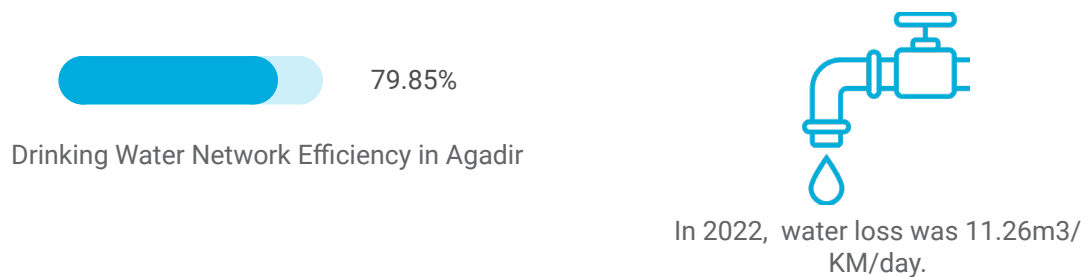 79.85%
Drinking Water Network Efficiency in Agadir
In 2022,  water loss was 11.26m3/
KM/day.